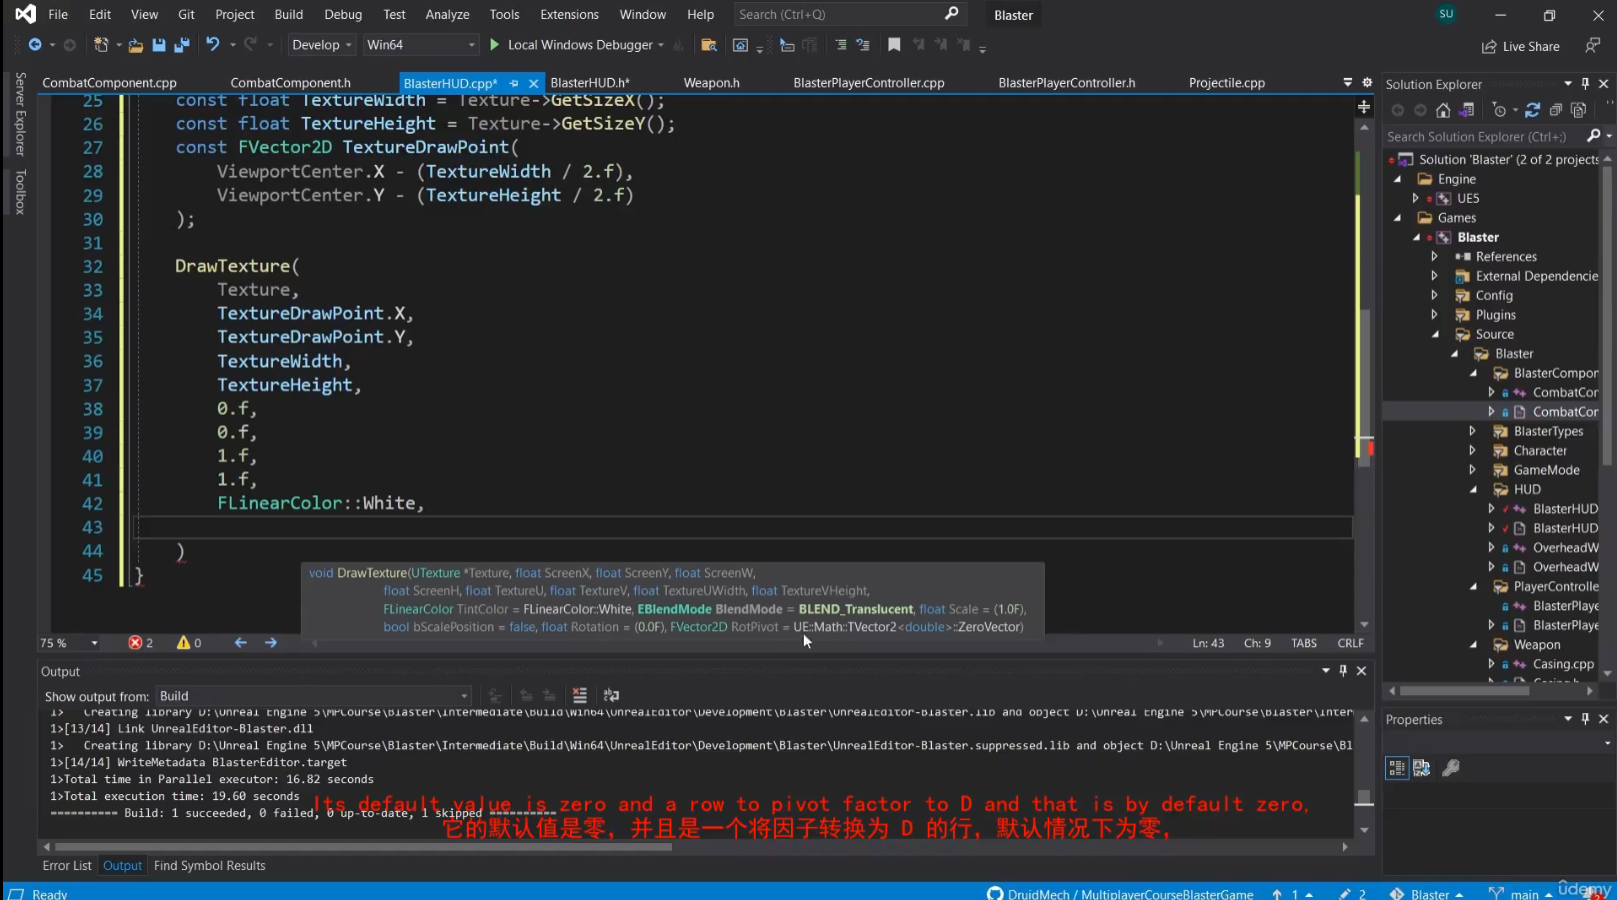 File Edit View Git Project Build Debug Test Analyze Tools Extensions Window Help Search (Ctrl+Q) Blaster SU
Develop Win64 Local Windows Debugger Live Share
CombatComponent.cpp CombatComponent.h BlasterHUD.cpp* BlasterHUD.h* Weapon.h BlasterPlayerController.cpp BlasterPlayerController.h Projectile.cpp
Server Explorer
Toolbox
25 const float TextureWidth = Texture->GetSizeX();
26 const float TextureHeight = Texture->GetSizeY();
27 const FVector2D TextureDrawPoint(
28 ViewportCenter.X - (TextureWidth / 2.f),
29 ViewportCenter.Y - (TextureHeight / 2.f)
30 );
31
32 DrawTexture(
33 Texture,
34 TextureDrawPoint.X,
35 TextureDrawPoint.Y,
36 TextureWidth,
37 TextureHeight,
38 0.f,
39 0.f,
40 1.f,
41 1.f,
42 FLinearColor::White,
43
44 )
45 }
void DrawTexture(UTexture *Texture, float ScreenX, float ScreenY, float ScreenW,
float ScreenH, float TextureU, float TextureV, float TextureUWidth, float TextureVHeight,
FLinearColor TintColor = FLinearColor::White, EBlendMode BlendMode = BLEND_Translucent, float Scale = (1.0F),
bool bScalePosition = false, float Rotation = (0.0F), FVector2D RotPivot = UE::Math::TVector2<double>::ZeroVector)
75 % 2 0 Ln: 43 Ch: 9 TABS CRLF
Output
Show output from: Build
1> Creating library D:\Unreal Engine 5\MPCourse\Blaster\Intermediate\Build\Win64\UnrealEditor\Development\Blaster\UnrealEditor-Blaster.lib and object D:\Unreal Engine 5\MPCourse\Blaster\Inter
1>[13/14] Link UnrealEditor-Blaster.dll
1> Creating library D:\Unreal Engine 5\MPCourse\Blaster\Intermediate\Build\Win64\UnrealEditor\Development\Blaster\UnrealEditor-Blaster.suppressed.lib and object D:\Unreal Engine 5\MPCourse\Bl
1>[14/14] WriteMetadata BlasterEditor.target
1>Total time in Parallel executor: 16.82 seconds
1>Total execution time: 19.60 seconds
========== Build: 1 succeeded, 0 failed, 0 up-to-date, 1 skipped ==========
Its default value is zero and a row to pivot factor to D and that is by default zero,
它的默认值是零，并且是一个将因子转换为 D 的行，默认情况下为零，
Error List Output Find Symbol Results
Ready DruidMech / MultiplayerCourseBlasterGame 1 2 Blaster main
Solution Explorer
Search Solution Explorer (Ctrl+;)
Solution 'Blaster' (2 of 2 projects
Engine
UE5
Games
Blaster
References
External Dependencie
Config
Plugins
Source
Blaster
BlasterCompon
CombatCor
CombatCor
BlasterTypes
Character
GameMode
HUD
BlasterHUD
BlasterHUD
OverheadW
OverheadW
PlayerControlle
BlasterPlaye
BlasterPlaye
Weapon
Casing.cpp
Properties
udemy